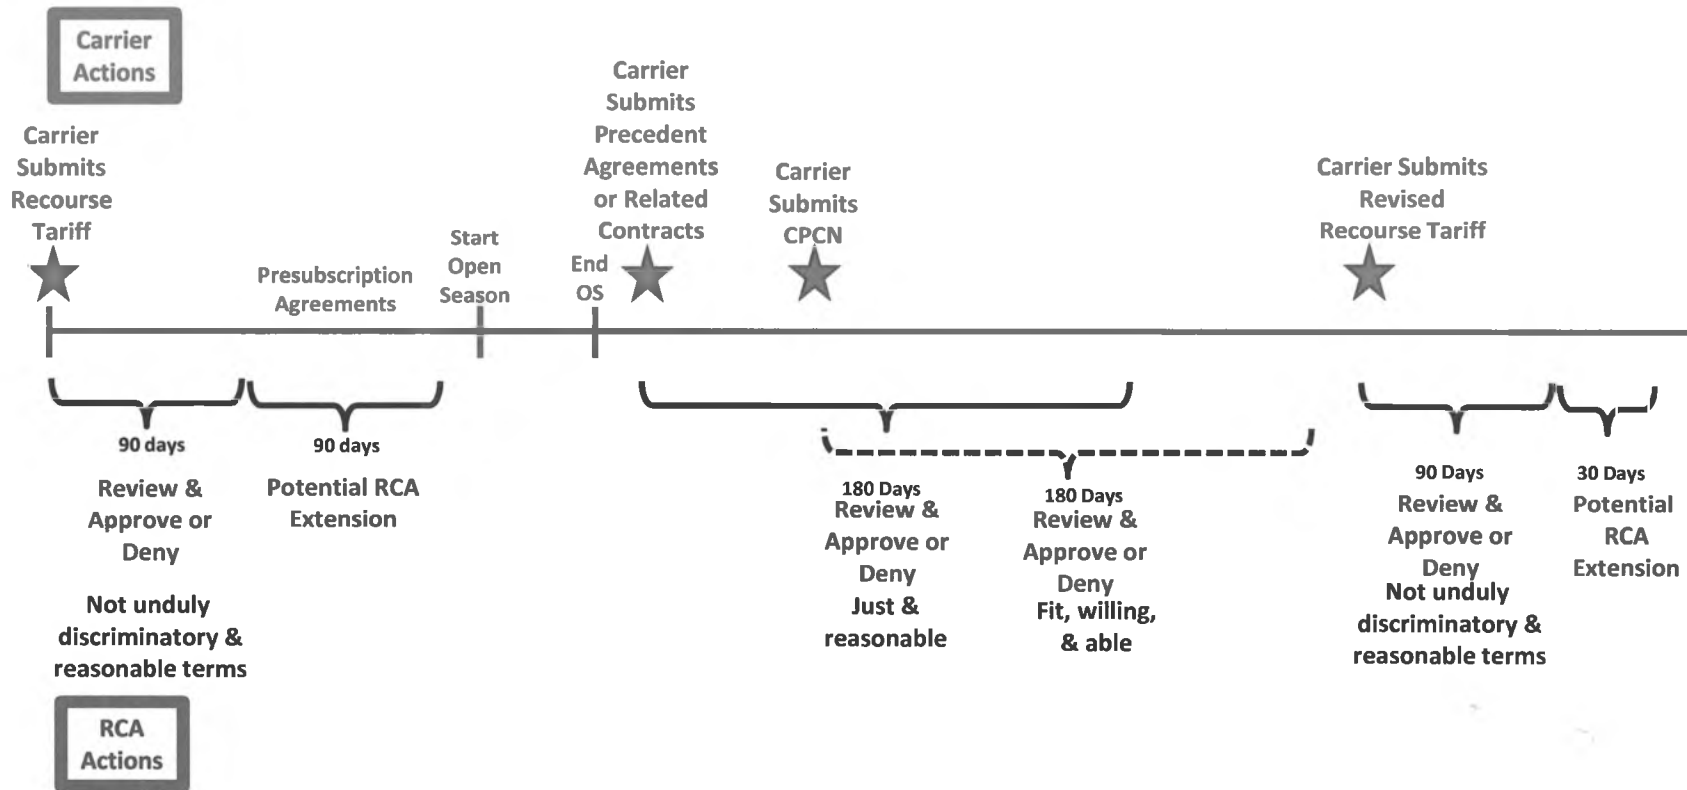 Carrier
Actions
Carrier
Submits
Recourse
Tariff
Presubscription
Agreements
Start
Open
Season
End
OS
Carrier
Submits
Precedent
Agreements
or Related
Contracts
Carrier
Submits
CPCN
Carrier Submits
Revised
Recourse Tariff
90 days
Review &
Approve or
Deny
Not unduly
discriminatory &
reasonable terms
90 days
Potential RCA
Extension
180 Days
Review &
Approve or
Deny
Just &
reasonable
180 Days
Review &
Approve or
Deny
Fit, willing,
& able
90 Days
Review &
Approve or
Deny
Not unduly
discriminatory &
reasonable terms
30 Days
Potential
RCA
Extension
RCA
Actions